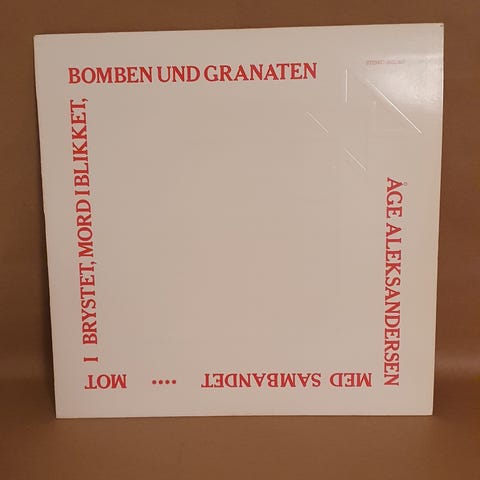 BOMBEN UND GRANATEN
ÅGE ALEKSANDERSEN
MED SAMBANDET
.... MOT
I BRYSTET, MORD I BLIKKET,